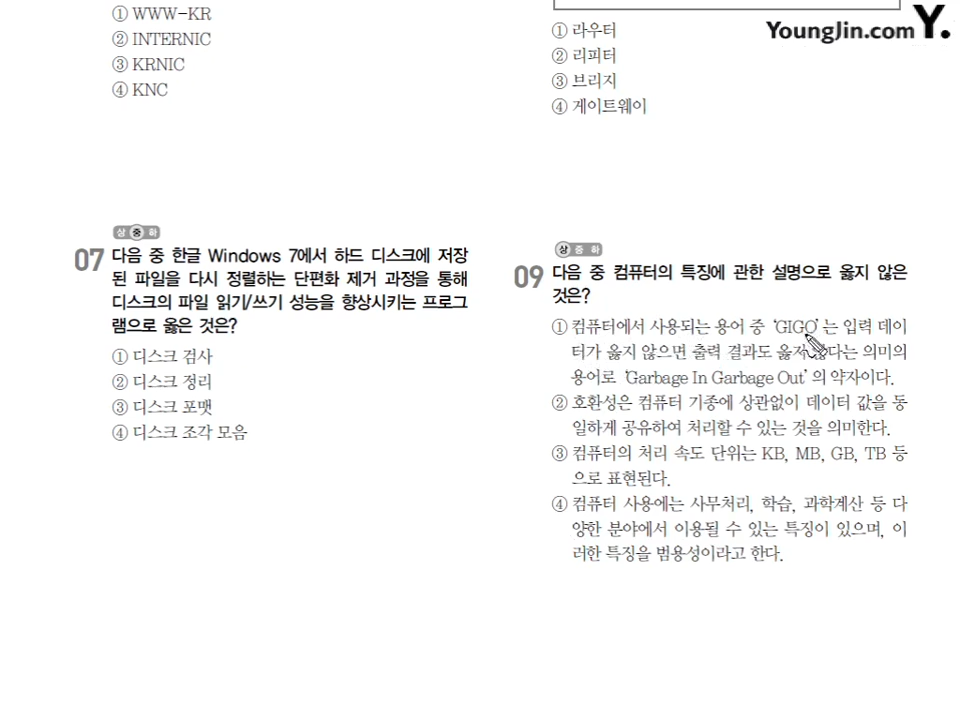 ① WWW-KR
② INTERNIC
③ KRNIC
④ KNC
상 중 하
07 다음 중 한글 Windows 7에서 하드 디스크에 저장
된 파일을 다시 정렬하는 단편화 제거 과정을 통해
디스크의 파일 읽기/쓰기 성능을 향상시키는 프로그
램으로 옳은 것은?
① 디스크 검사
② 디스크 정리
③ 디스크 포맷
④ 디스크 조각 모음
YoungJin.com Y.
① 라우터
② 리피터
③ 브리지
④ 게이트웨이
상 중 하
09 다음 중 컴퓨터의 특징에 관한 설명으로 옳지 않은
것은?
① 컴퓨터에서 사용되는 용어 중 ‘GIGO’는 입력 데이
터가 옳지 않으면 출력 결과도 옳지 않다는 의미의
용어로 ‘Garbage In Garbage Out’의 약자이다.
② 호환성은 컴퓨터 기종에 상관없이 데이터 값을 동
일하게 공유하여 처리할 수 있는 것을 의미한다.
③ 컴퓨터의 처리 속도 단위는 KB, MB, GB, TB 등
으로 표현된다.
④ 컴퓨터 사용에는 사무처리, 학습, 과학계산 등 다
양한 분야에서 이용될 수 있는 특징이 있으며, 이
러한 특징을 범용성이라고 한다.